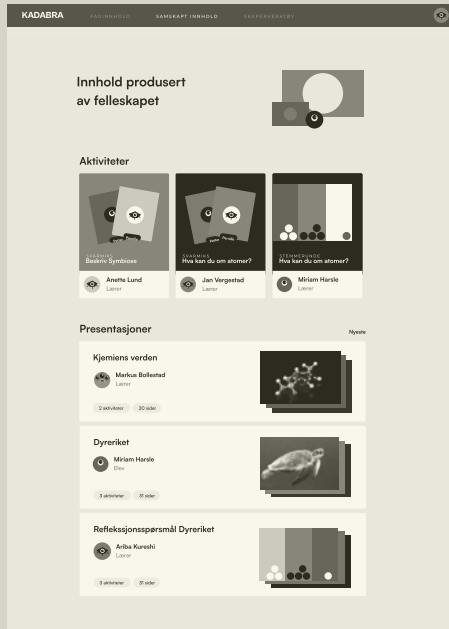 KADABRA
FAGINNHOLD
SAMSKAPT INNHOLD
EKSPERVERKTØY
Innhold produsert
av felleskapet
Aktiviteter
SVARMIKS
Beskriv Symbiose
SVARMIKS
Hva kan du om atomer?
STEMMERUNDE
Hva kan du om atomer?
Anette Lund
Lærer
Jan Vergestad
Lærer
Miriam Harsle
Lærer
Presentasjoner
Nyeste
Kjemiens verden
Markus Bollestad
Lærer
2 aktiviteter
20 sider
Dyreriket
Miriam Harsle
Elev
3 aktiviteter
31 sider
Refleksjonsspørsmål Dyreriket
Ariba Kureshi
Lærer
3 aktiviteter
31 sider